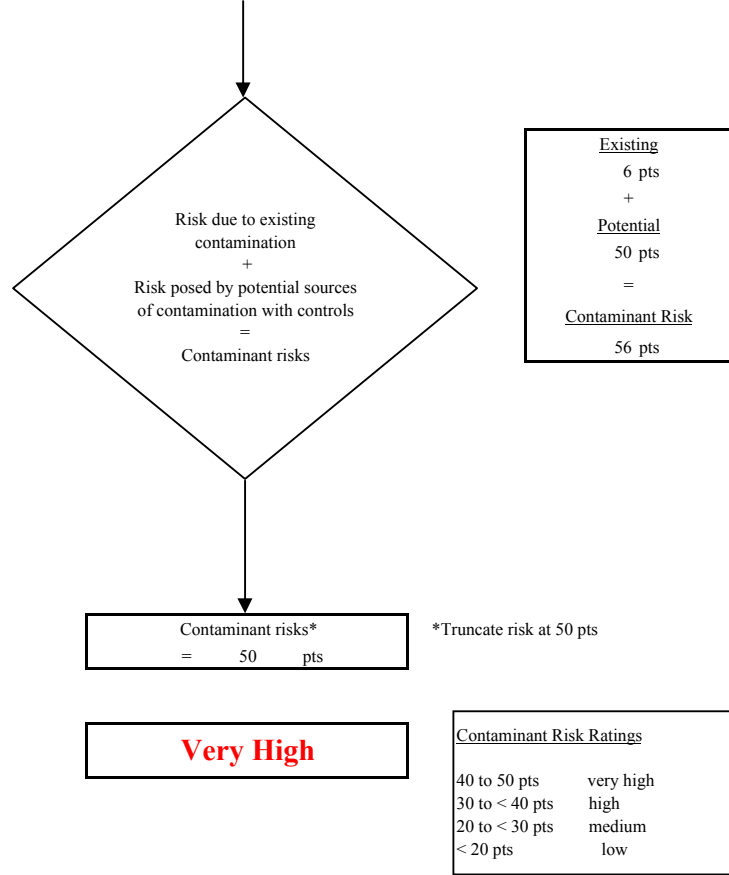 Risk due to existing
contamination
+
Risk posed by potential sources
of contamination with controls
=
Contaminant risks
Existing
6 pts
+
Potential
50 pts
=
Contaminant Risk
56 pts
Contaminant risks*
= 50 pts
*Truncate risk at 50 pts
Very High
Contaminant Risk Ratings
40 to 50 pts very high
30 to < 40 pts high
20 to < 30 pts medium
< 20 pts low